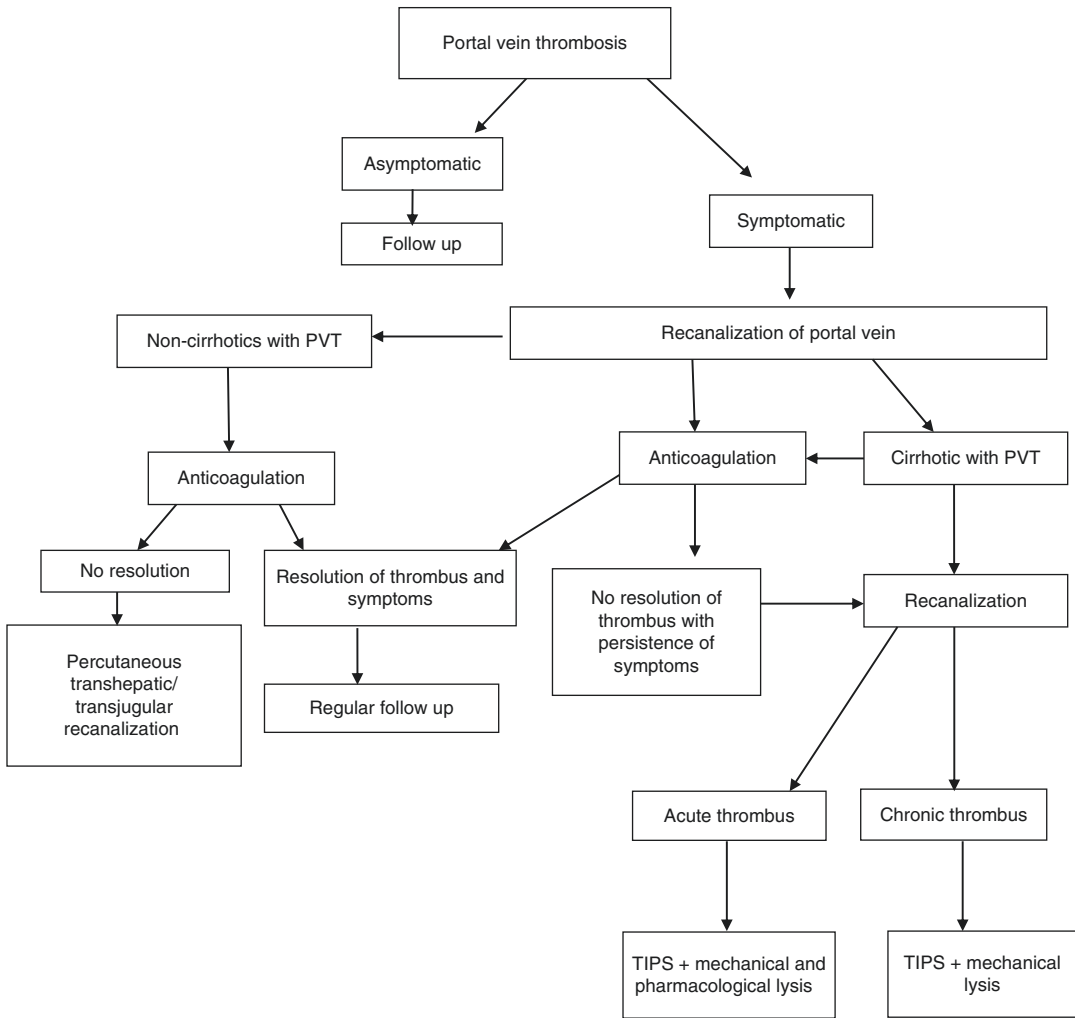 Portal vein thrombosis
Asymptomatic
Symptomatic
Follow up
Non-cirrhotics with PVT
Recanalization of portal vein
Anticoagulation
Anticoagulation
Cirrhotic with PVT
No resolution
Resolution of thrombus and
symptoms
No resolution of
thrombus with
persistence of
symptoms
Recanalization
Percutaneous
transhepatic/
transjugular
recanalization
Regular follow up
Acute thrombus
Chronic thrombus
TIPS + mechanical and
pharmacological lysis
TIPS + mechanical
lysis